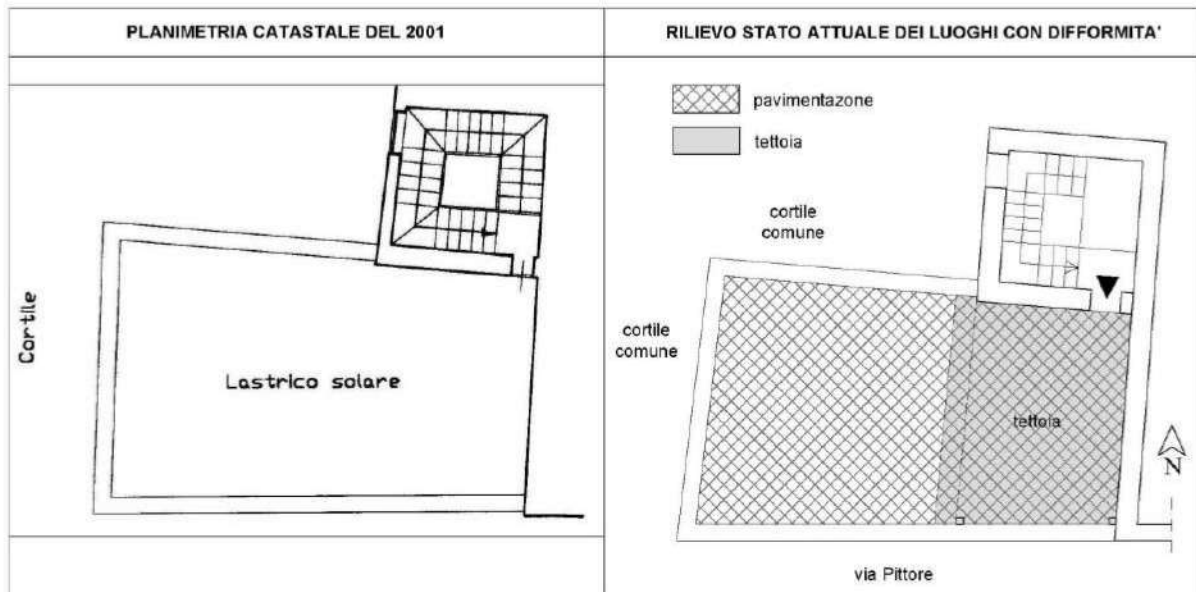 PLANIMETRIA CATASTALE DEL 2001
Cortile
Lastrico solare
RILIEVO STATO ATTUALE DEI LUOGHI CON DIFFORMITA'
pavimentazone
tettoia
cortile
comune
cortile
comune
tettoia
N
via Pittore